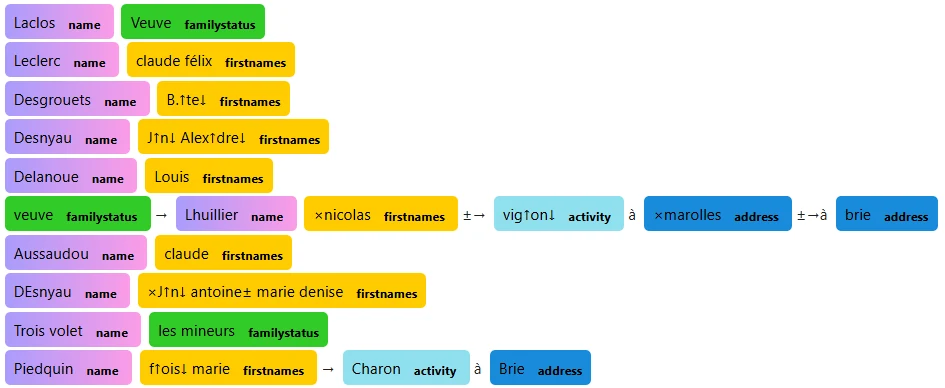 Laclos name Veuve familystatus
Leclerc name claude félix firstnames
Desgrouets name B.↑te↓ firstnames
Desnyau name J↑n↓ Alex↑dre↓ firstnames
Delanoue name Louis firstnames
veuve familystatus → Lhuillier name ×nicolas firstnames ±→ vig↑on↓ activity à ×marolles address ±→à brie address
Aussaudou name claude firstnames
DEsnyau name ×J↑n↓ antoine± marie denise firstnames
Trois volet name les mineurs familystatus
Piedquin name f↑ois↓ marie firstnames → Charon activity à Brie address